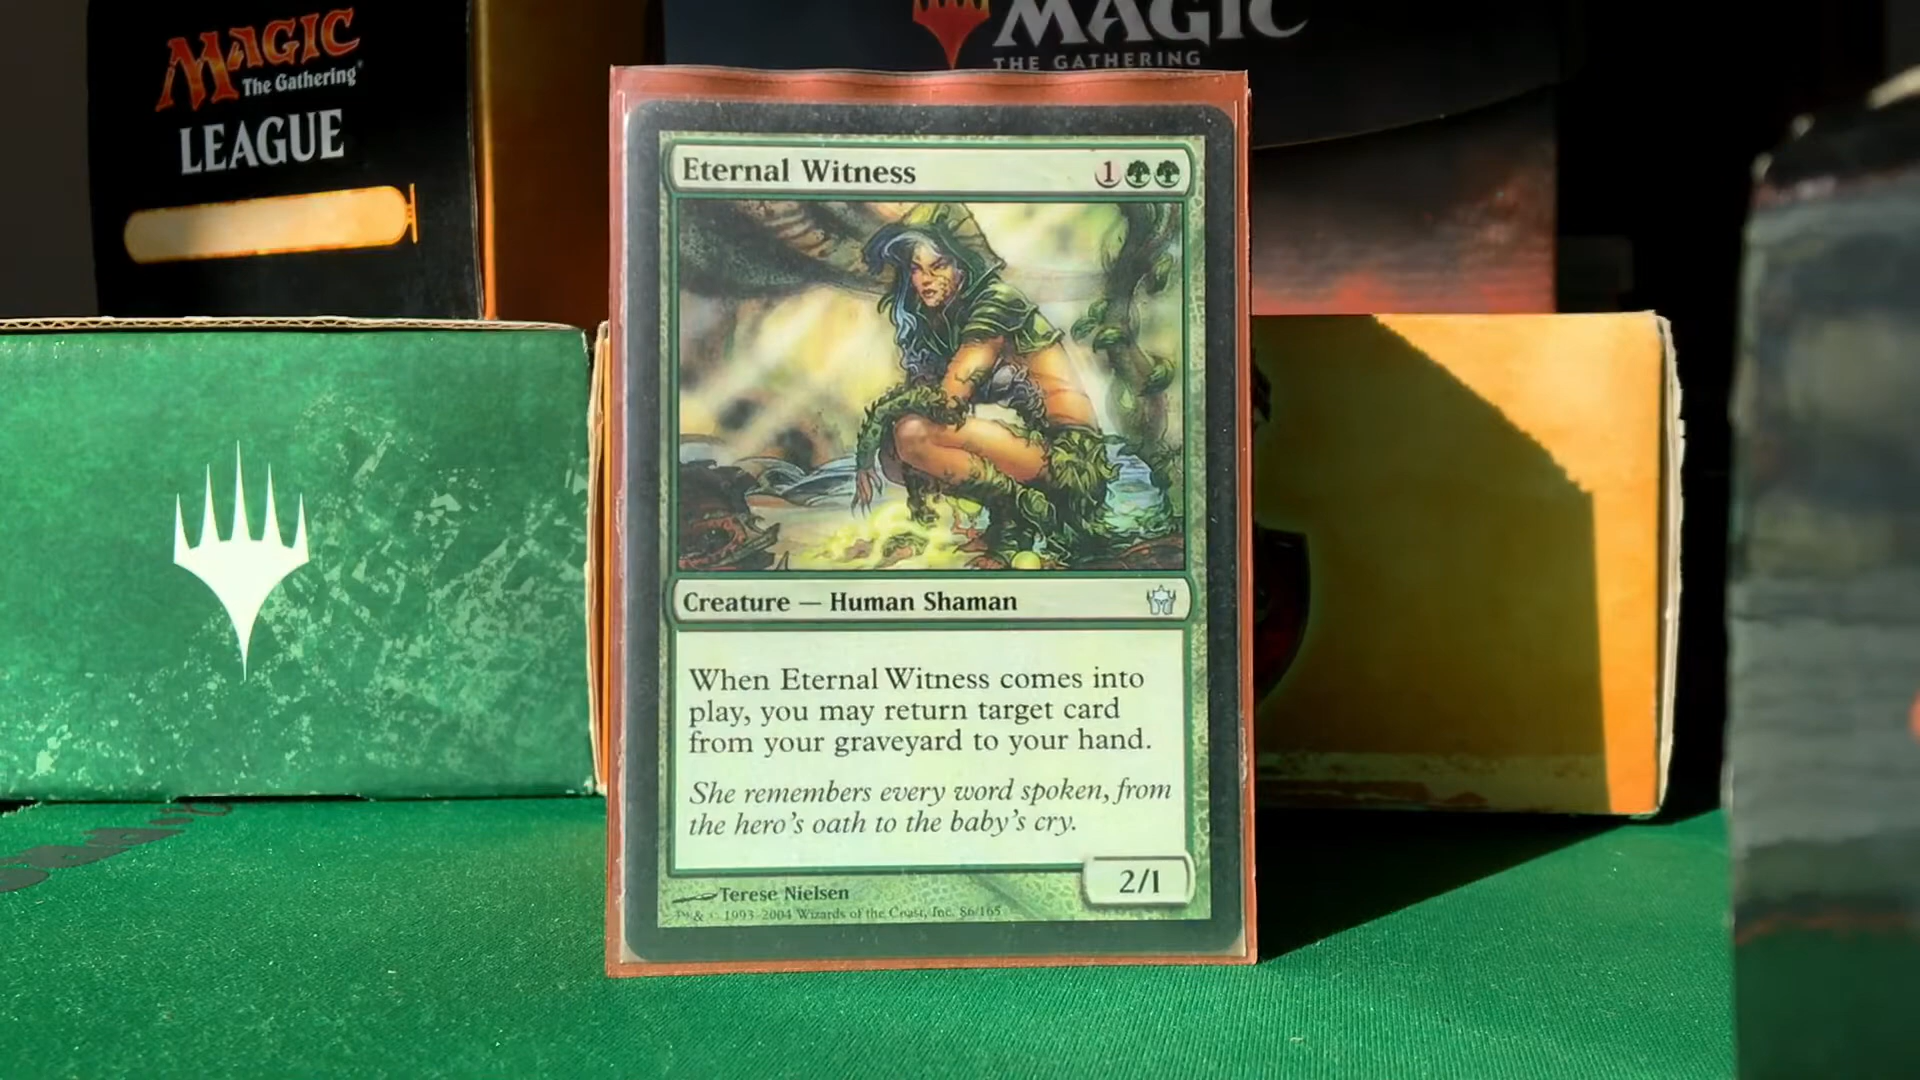 MAGIC
The Gathering®
LEAGUE
MAGIC
THE GATHERING
Eternal Witness 1
Creature — Human Shaman
When Eternal Witness comes into
play, you may return target card
from your graveyard to your hand.
She remembers every word spoken, from
the hero's oath to the baby's cry.
2/1
Terese Nielsen
™ & © 1993–2004 Wizards of the Coast, Inc. 86/165